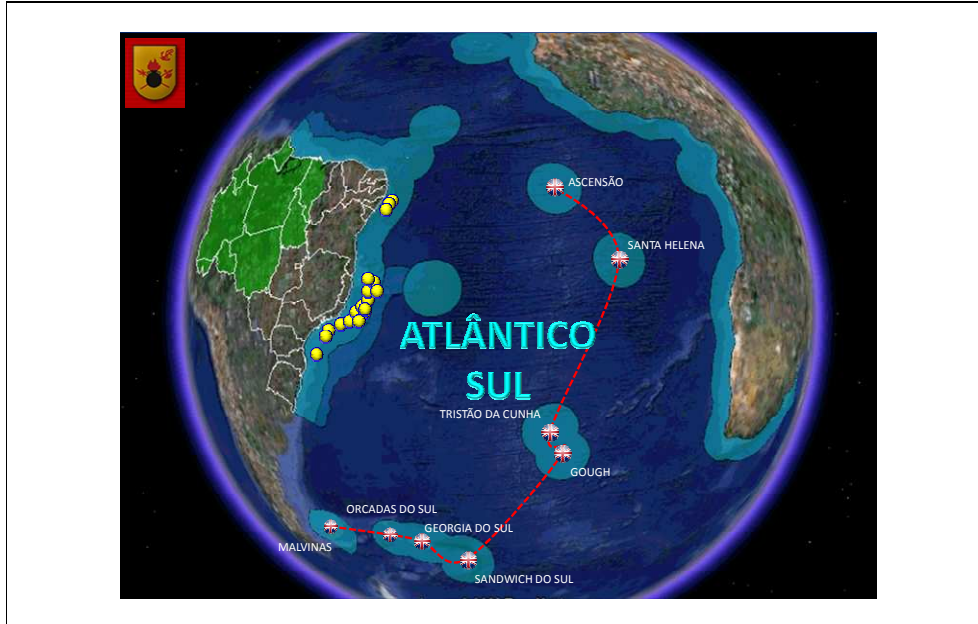 ASCENSÃO
SANTA HELENA
ATLÂNTICO
SUL
TRISTÃO DA CUNHA
GOUGH
ORCADAS DO SUL
GEORGIA DO SUL
MALVINAS
SANDWICH DO SUL